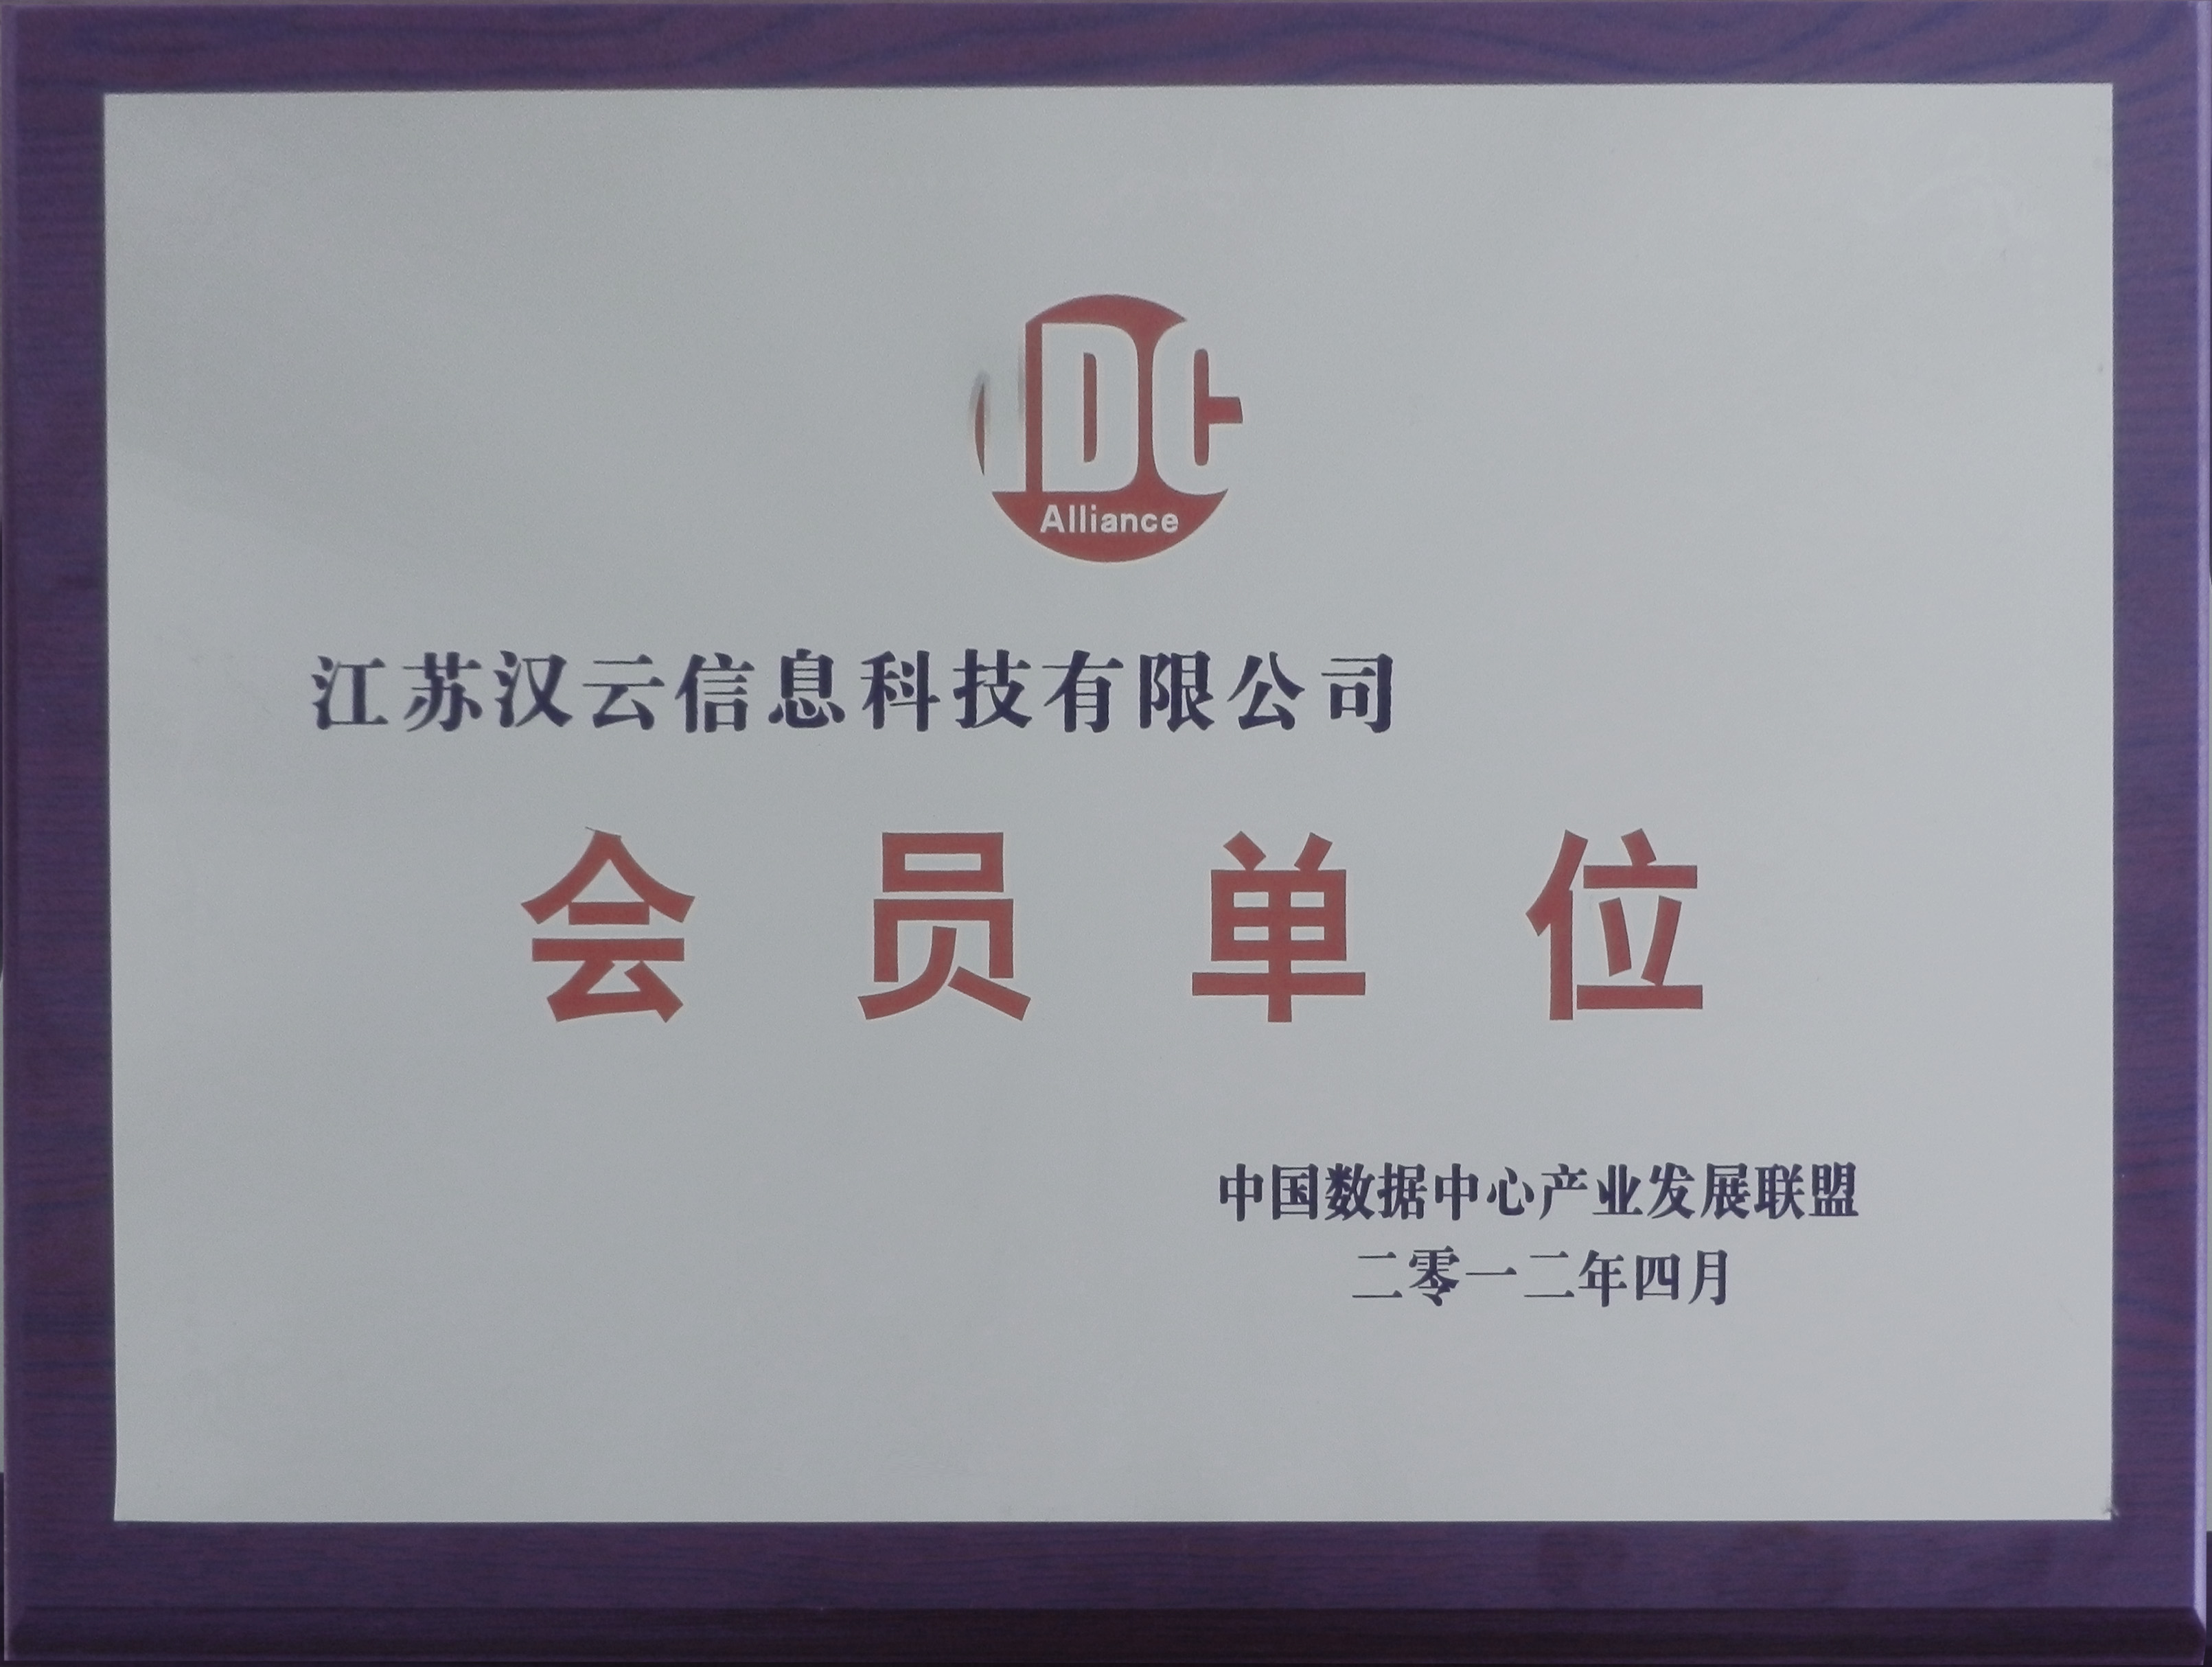 IDC
Alliance
江苏汉云信息科技有限公司
会员单位
中国数据中心产业发展联盟
二零一二年四月